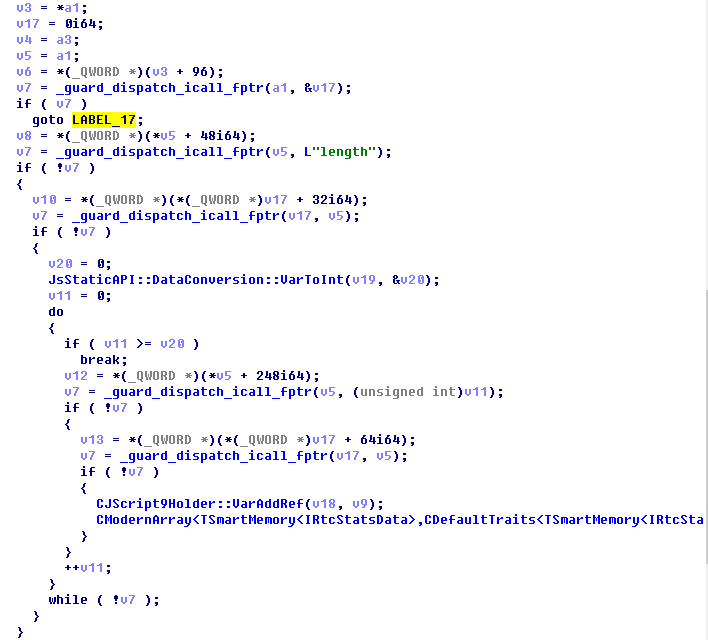 v3 = *a1;
v17 = 0i64;
v4 = a3;
v5 = a1;
v6 = *(_QWORD *)(v3 + 96);
v7 = _guard_dispatch_icall_fptr(a1, &v17);
if ( v7 )
goto LABEL_17;
v8 = *(_QWORD *)(*v5 + 48i64);
v7 = _guard_dispatch_icall_fptr(v5, L"length");
if ( !v7 )
{
v10 = *(_QWORD *)(*(_QWORD *)v17 + 32i64);
v7 = _guard_dispatch_icall_fptr(v17, v5);
if ( !v7 )
{
v20 = 0;
JsStaticAPI::DataConversion::VarToInt(v19, &v20);
v11 = 0;
do
{
if ( v11 >= v20 )
break;
v12 = *(_QWORD *)(*v5 + 248i64);
v7 = _guard_dispatch_icall_fptr(v5, (unsigned int)v11);
if ( !v7 )
{
v13 = *(_QWORD *)(*(_QWORD *)v17 + 64i64);
v7 = _guard_dispatch_icall_fptr(v17, v5);
if ( !v7 )
{
CJScript9Holder::VarAddRef(v18, v9);
CModernArray<TSmartMemory<IRtcStatsData>,CDefaultTraits<TSmartMemory<IRtcSta
}
}
++v11;
}
while ( !v7 );
}
}